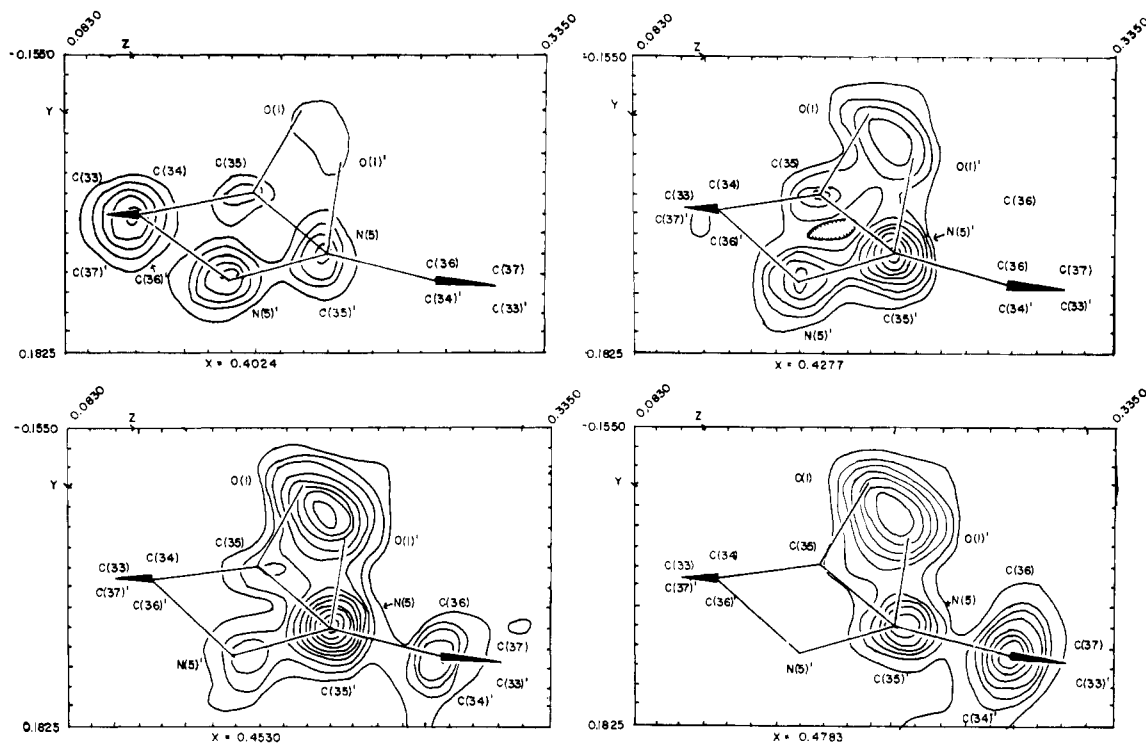 0.0830
0.3350
-0.1550
Z
Y
O(1)
O(1)'
C(35)
C(34)
C(33)
N(5)
C(36)
C(37)
C(37)'
C(36)'
C(34)'
C(33)'
N(5)'
C(35)'
0.1825
X = 0.4024
0.0830
0.3350
-0.1550
Z
Y
O(1)
O(1)'
C(35)
C(33)
C(34)
C(36)
C(37)'
C(36)'
N(5)'
C(36)
C(37)
C(34)'
C(33)'
N(5)'
C(35)'
0.1825
X = 0.4277
0.0830
0.3350
-0.1550
Z
Y
O(1)
O(1)'
C(35)
C(33)
C(34)
C(37)'
C(36)'
N(5)
C(36)
C(37)
N(5)'
C(33)'
C(35)'
C(34)'
0.1825
X = 0.4530
0.0830
0.3350
-0.1550
Z
Y
O(1)
O(1)'
C(35)
C(34)
C(33)
C(36)
C(37)'
C(36)'
N(5)
C(37)
N(5)'
C(35)'
C(33)'
C(34)'
0.1825
X = 0.4783